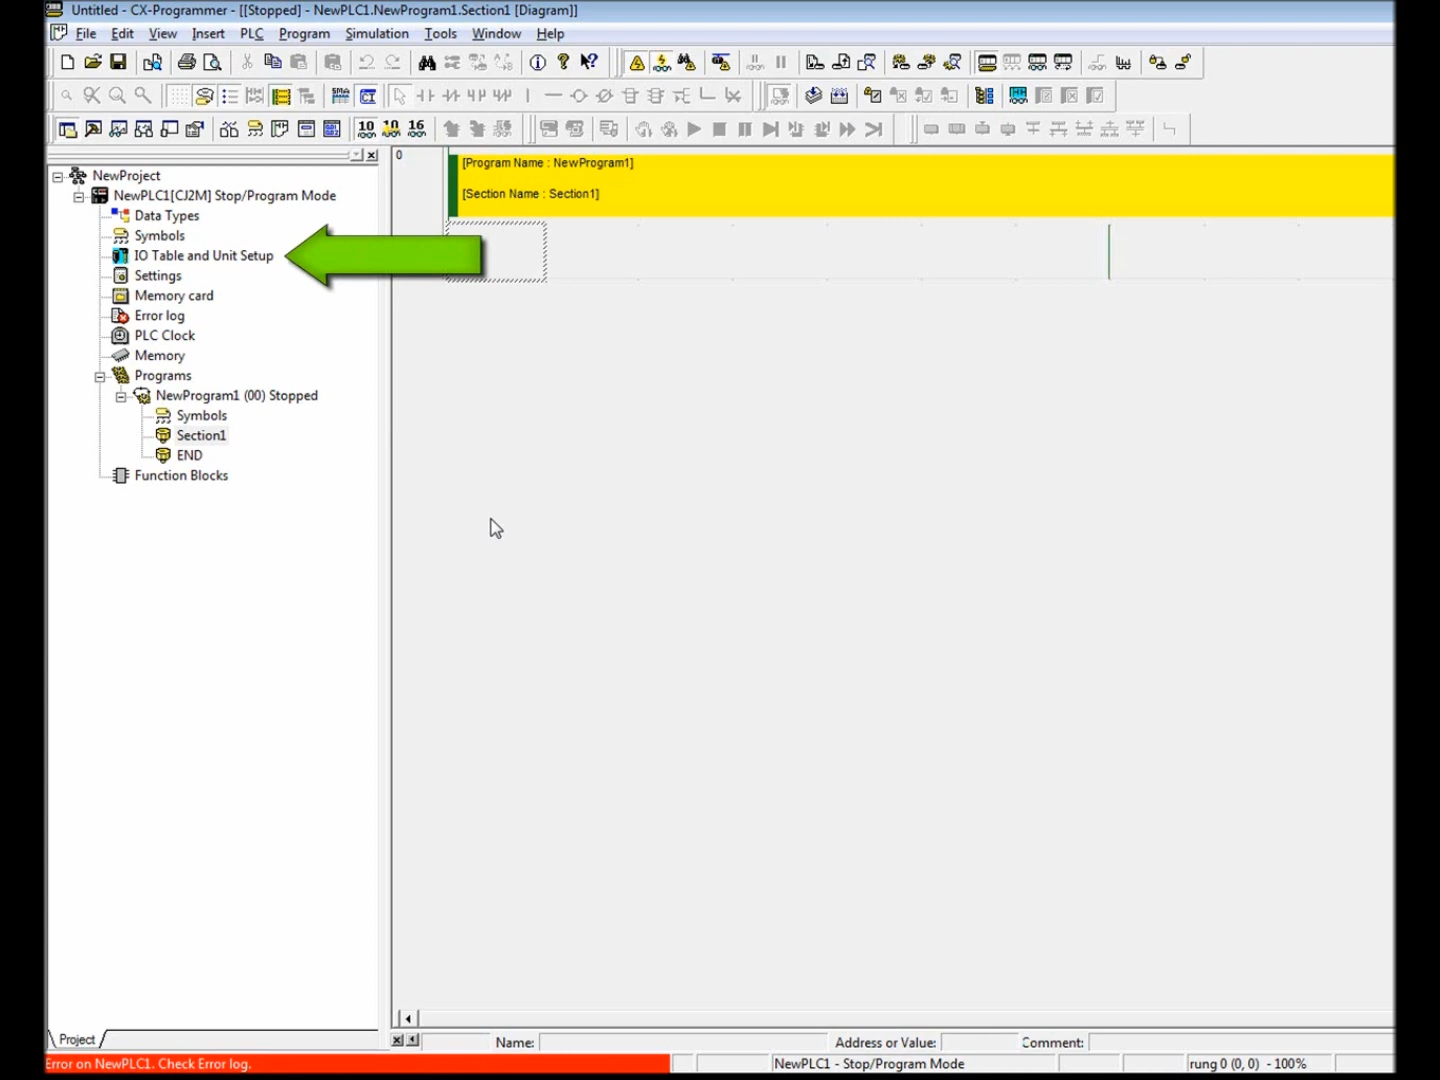 Untitled - CX-Programmer - [[Stopped] - NewPLC1.NewProgram1.Section1 [Diagram]]
File Edit View Insert PLC Program Simulation Tools Window Help
10 10 16
NewProject
NewPLC1[CJ2M] Stop/Program Mode
Data Types
Symbols
IO Table and Unit Setup
Settings
Memory card
Error log
PLC Clock
Memory
Programs
NewProgram1 (00) Stopped
Symbols
Section1
END
Function Blocks
Project
0
[Program Name : NewProgram1]
[Section Name : Section1]
Name: Address or Value: Comment:
Error on NewPLC1. Check Error log. NewPLC1 - Stop/Program Mode rung 0 (0, 0) - 100%